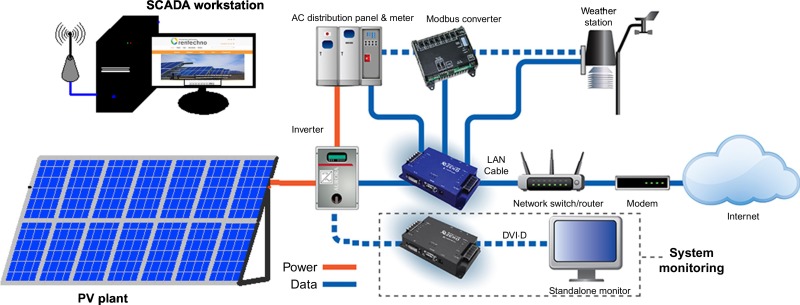 SCADA workstation
rentechno
AC distribution panel & meter
Modbus converter
Weather
station
Inverter
LAN
Cable
Network switch/router
Modem
Internet
DVI-D
Power
Data
Standalone monitor
System
monitoring
PV plant